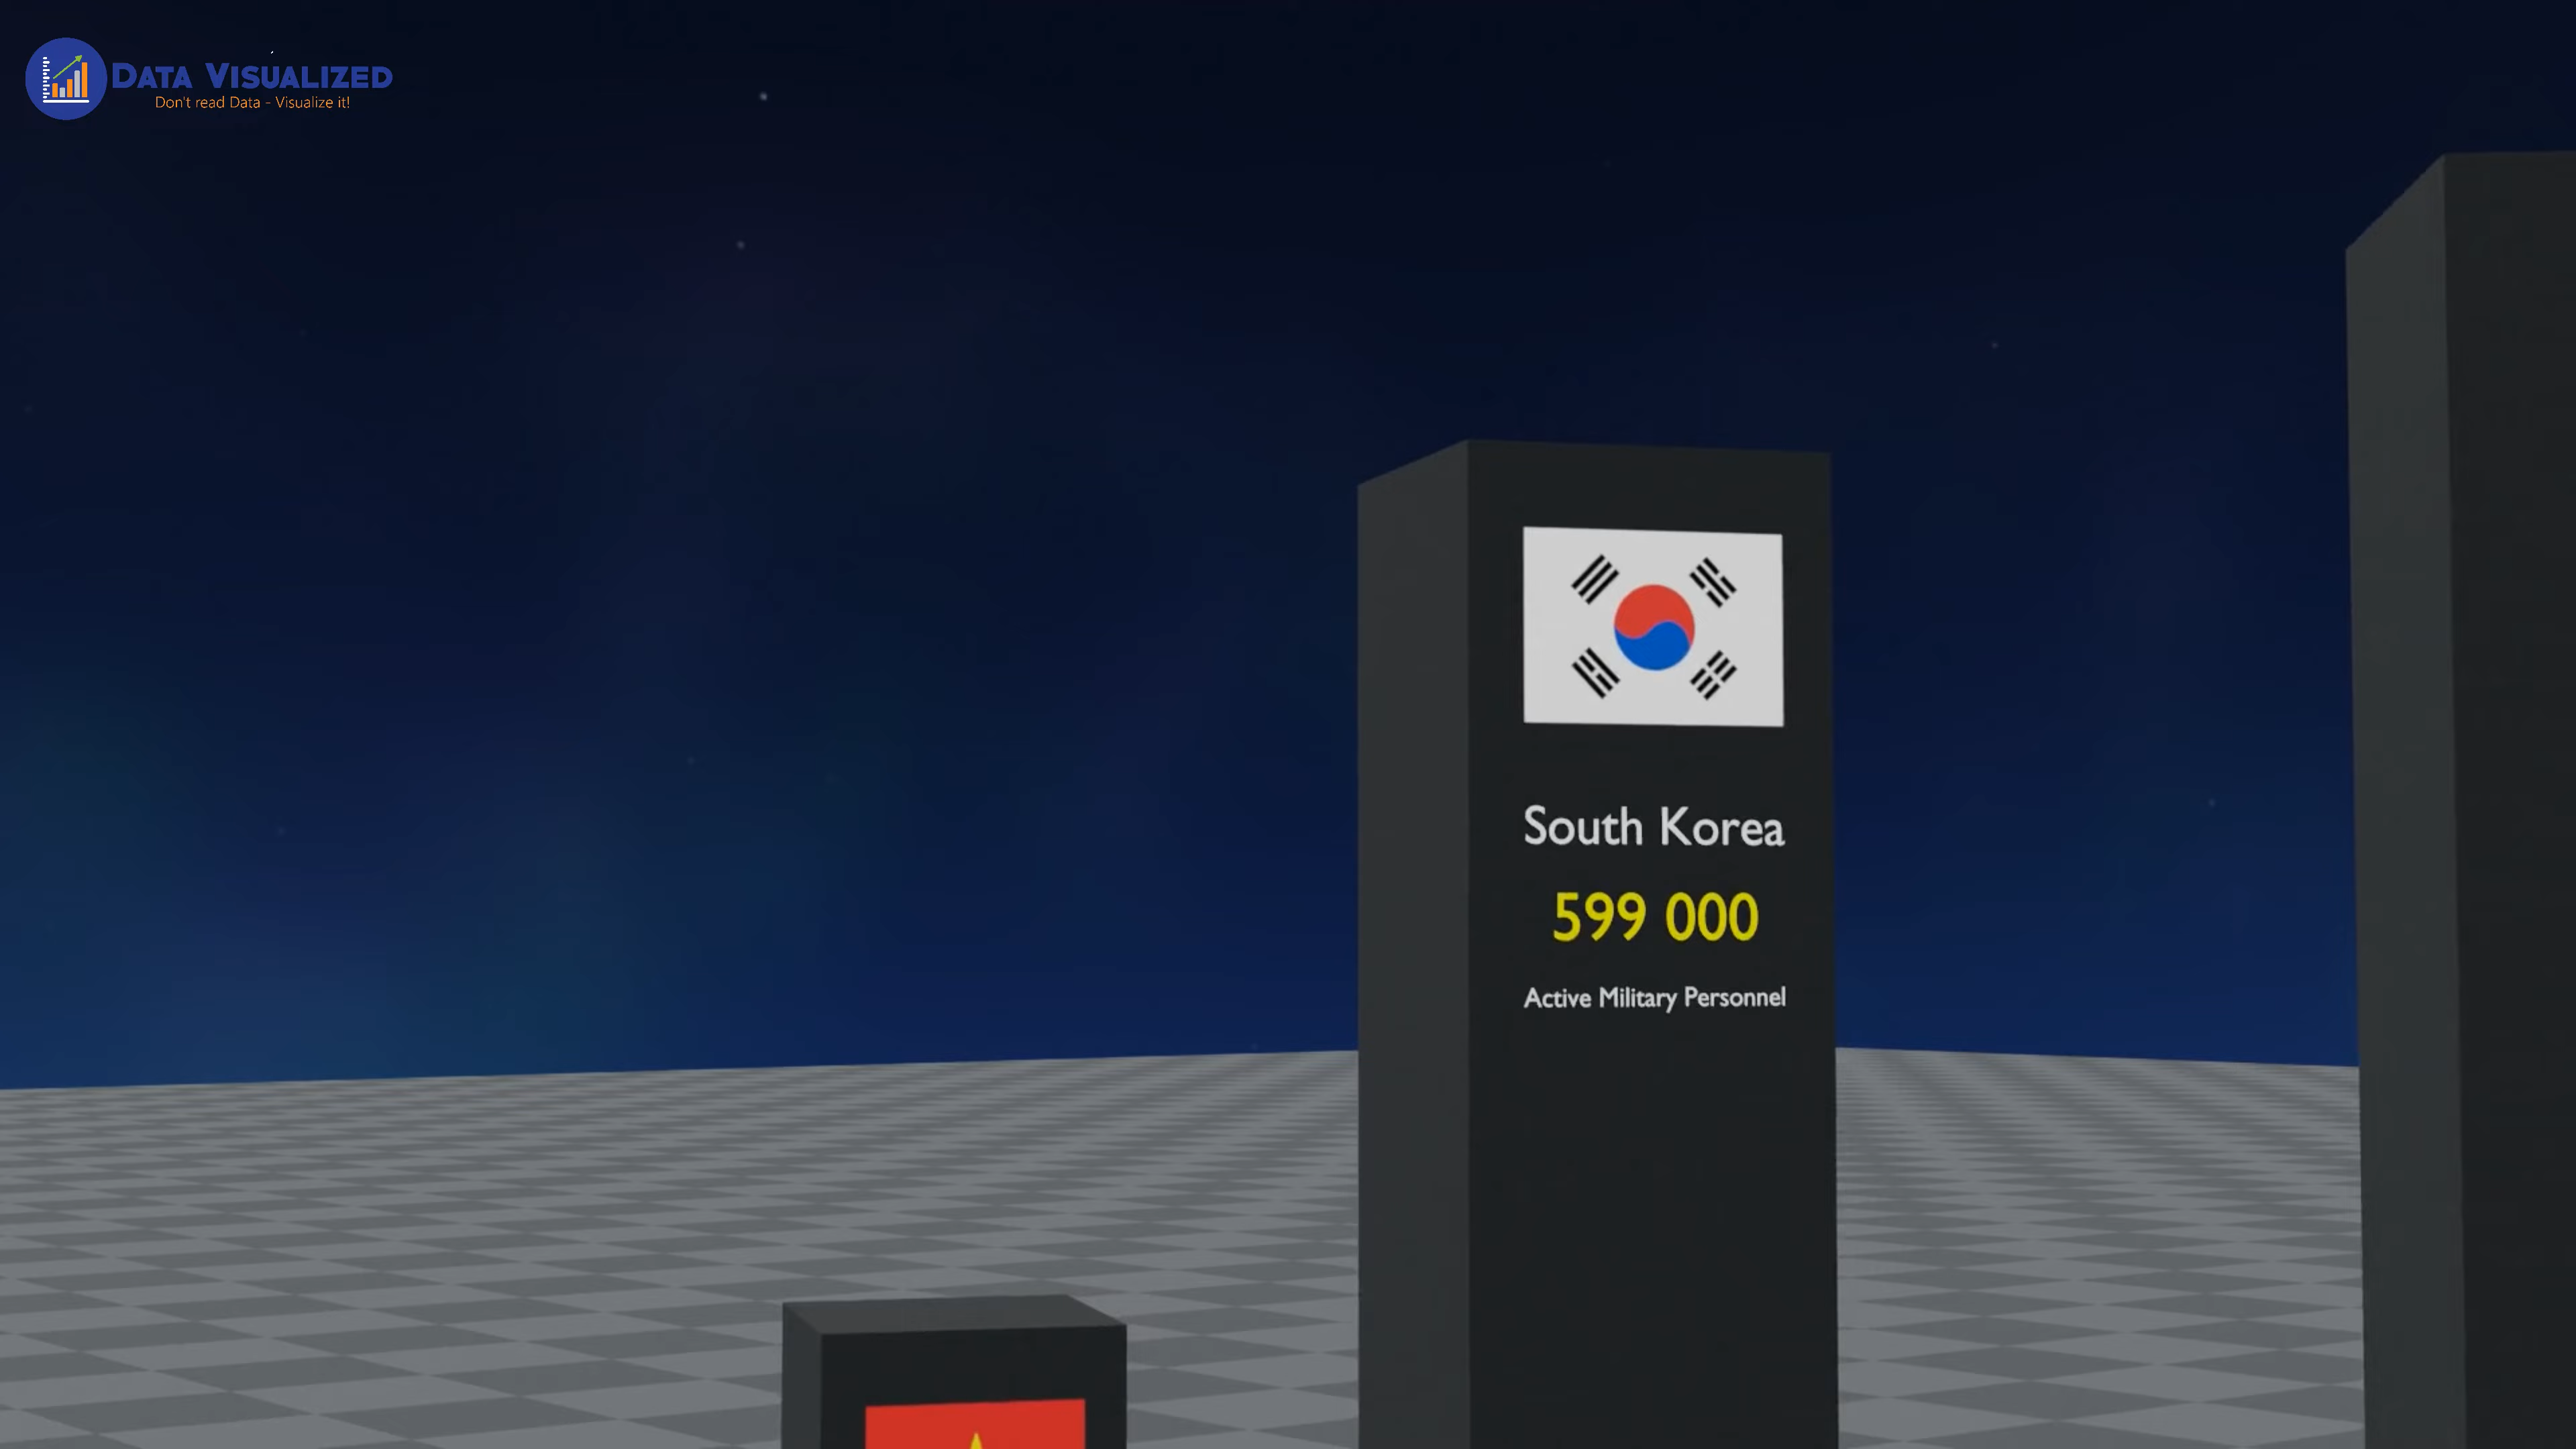 DATA VISUALIZED
Don't read Data - Visualize it!
South Korea
599 000
Active Military Personnel